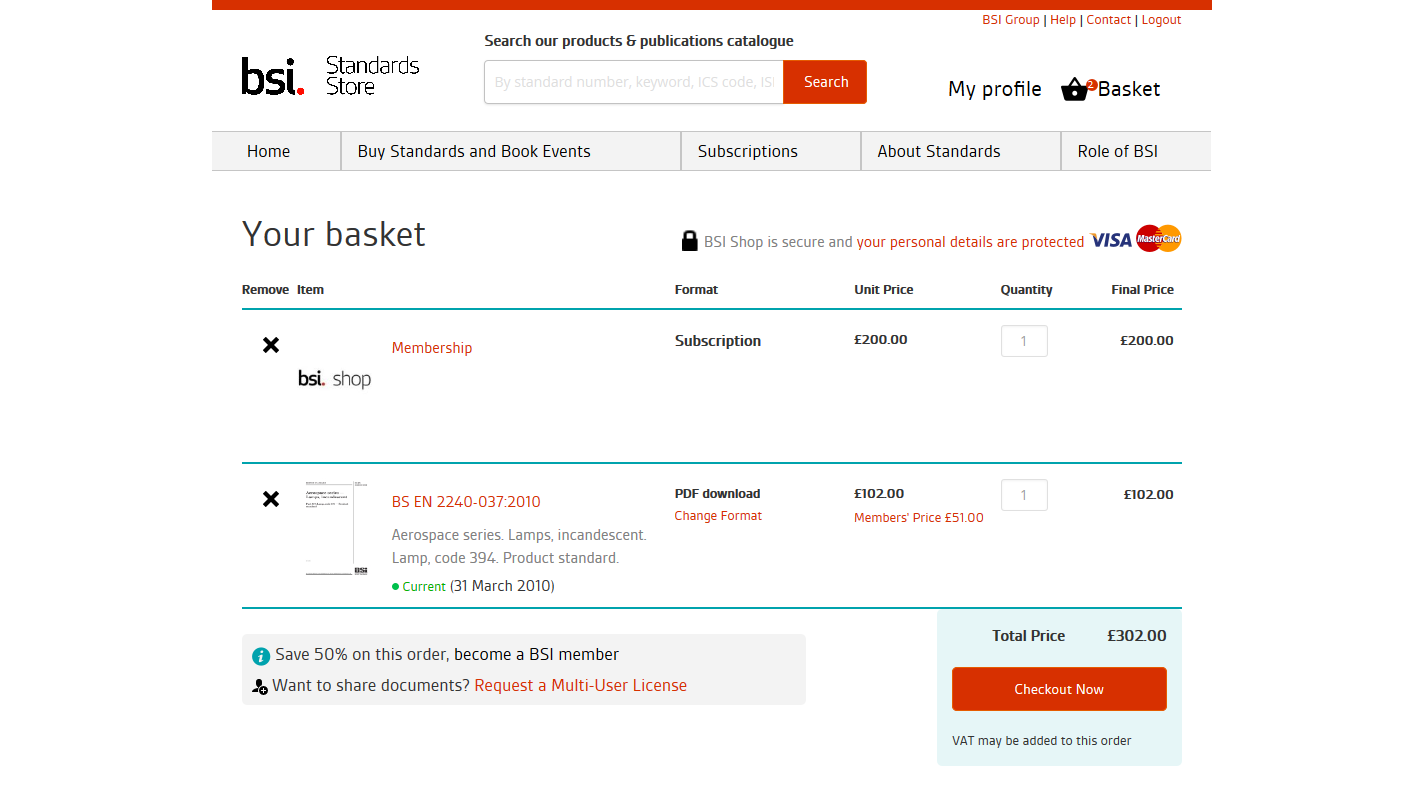 BSI Group | Help | Contact | Logout
Search our products & publications catalogue
bsi. Standards Store
By standard number, keyword, ICS code, ISI
Search
My profile
2
Basket
Home
Buy Standards and Book Events
Subscriptions
About Standards
Role of BSI
Your basket
BSI Shop is secure and your personal details are protected
VISA
MasterCard
Remove Item Format Unit Price Quantity Final Price
Membership
Subscription
£200.00
1
£200.00
bsi. shop
BS EN 2240-037:2010
Aerospace series. Lamps, incandescent.
Lamp, code 394. Product standard.
Current (31 March 2010)
PDF download
Change Format
£102.00
Members' Price £51.00
1
£102.00
Total Price £302.00
Save 50% on this order, become a BSI member
Want to share documents? Request a Multi-User License
Checkout Now
VAT may be added to this order